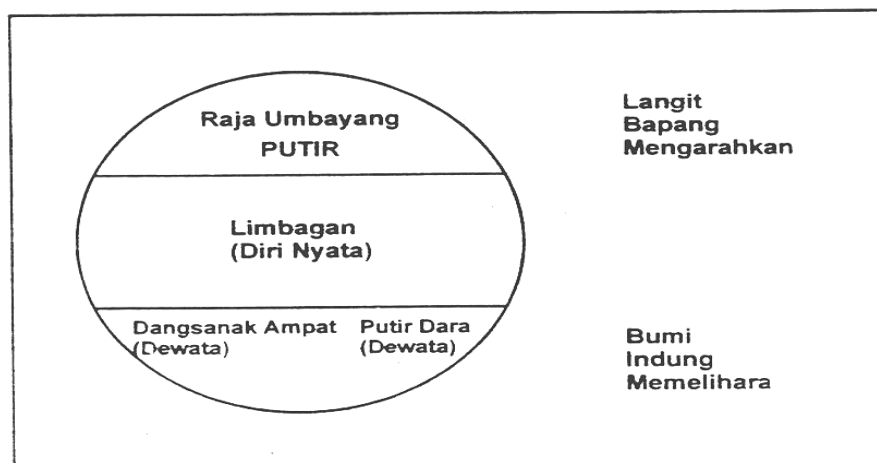 Raja Umbayang
PUTIR
Langit
Bapang
Mengarahkan
Limbagan
(Diri Nyata)
Dangsanak Ampat
(Dewata)
Putir Dara
(Dewata)
Bumi
Indung
Memelihara